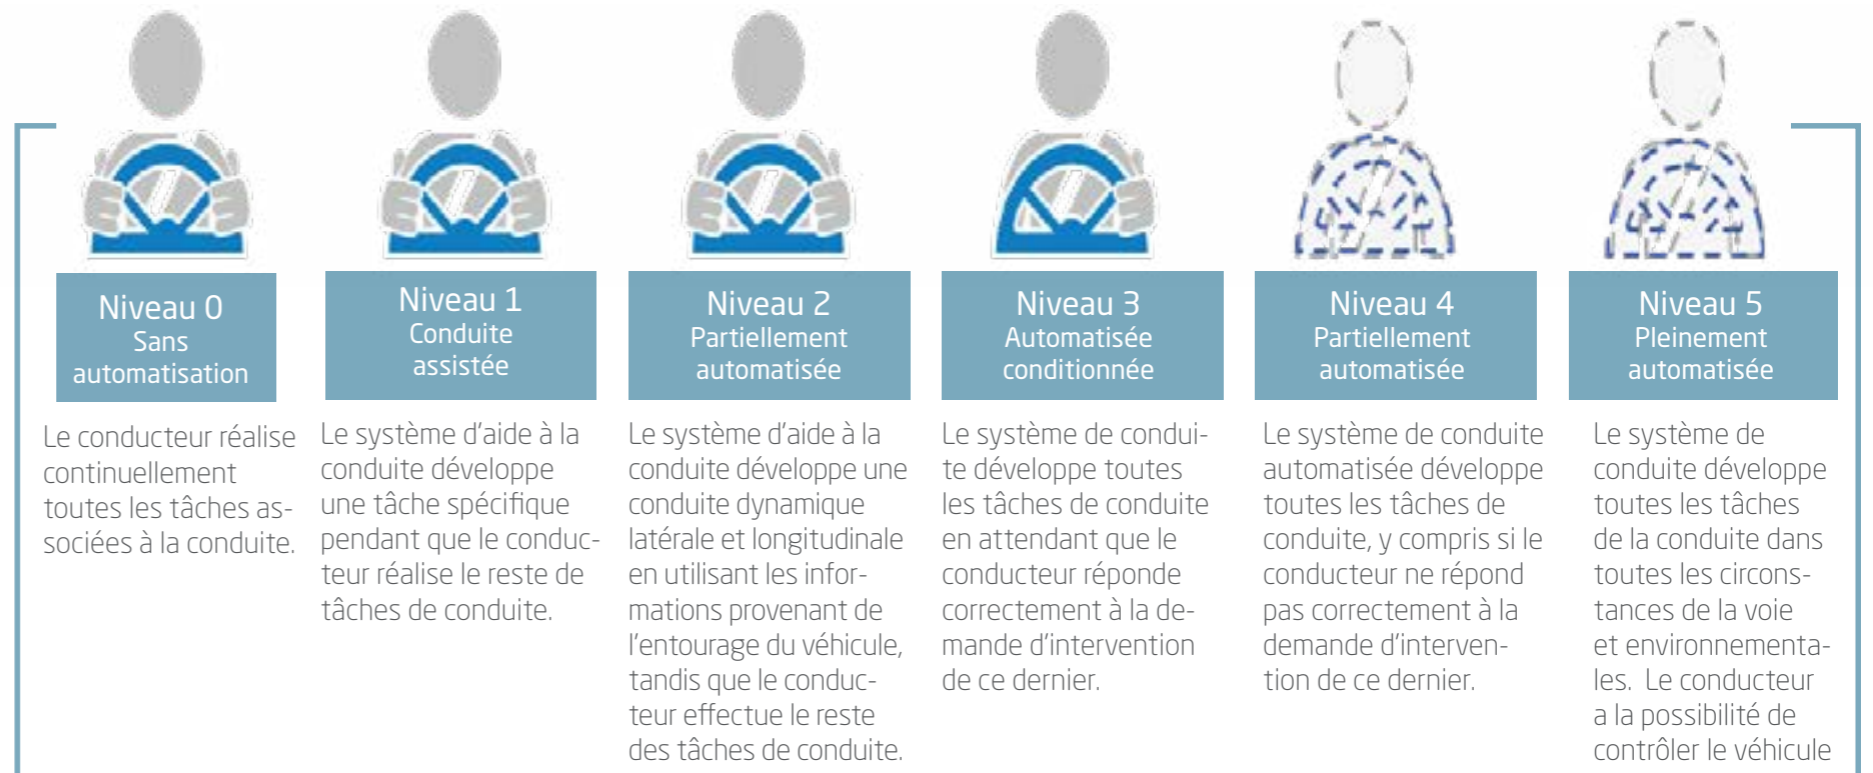 Niveau 0
Sans
automatisation
Le conducteur réalise
continuellement
toutes les tâches as-
sociées à la conduite.
Niveau 1
Conduite
assistée
Le système d'aide à la
conduite développe
une tâche spécifique
pendant que le conduc-
teur réalise le reste de
tâches de conduite.
Niveau 2
Partiellement
automatisée
Le système d'aide à la
conduite développe une
conduite dynamique
latérale et longitudinale
en utilisant les infor-
mations provenant de
l'entourage du véhicule,
tandis que le conduc-
teur effectue le reste
des tâches de conduite.
Niveau 3
Automatisée
conditionnée
Le système de condui-
te développe toutes
les tâches de conduite
en attendant que le
conducteur réponde
correctement à la de-
mande d'intervention
de ce dernier.
Niveau 4
Partiellement
automatisée
Le système de conduite
automatisée développe
toutes les tâches de
conduite, y compris si le
conducteur ne répond
pas correctement à la
demande d'interven-
tion de ce dernier.
Niveau 5
Pleinement
automatisée
Le système de
conduite développe
toutes les tâches
de la conduite dans
toutes les circons-
tances de la voie
et environnementa-
les. Le conducteur
a la possibilité de
contrôler le véhicule